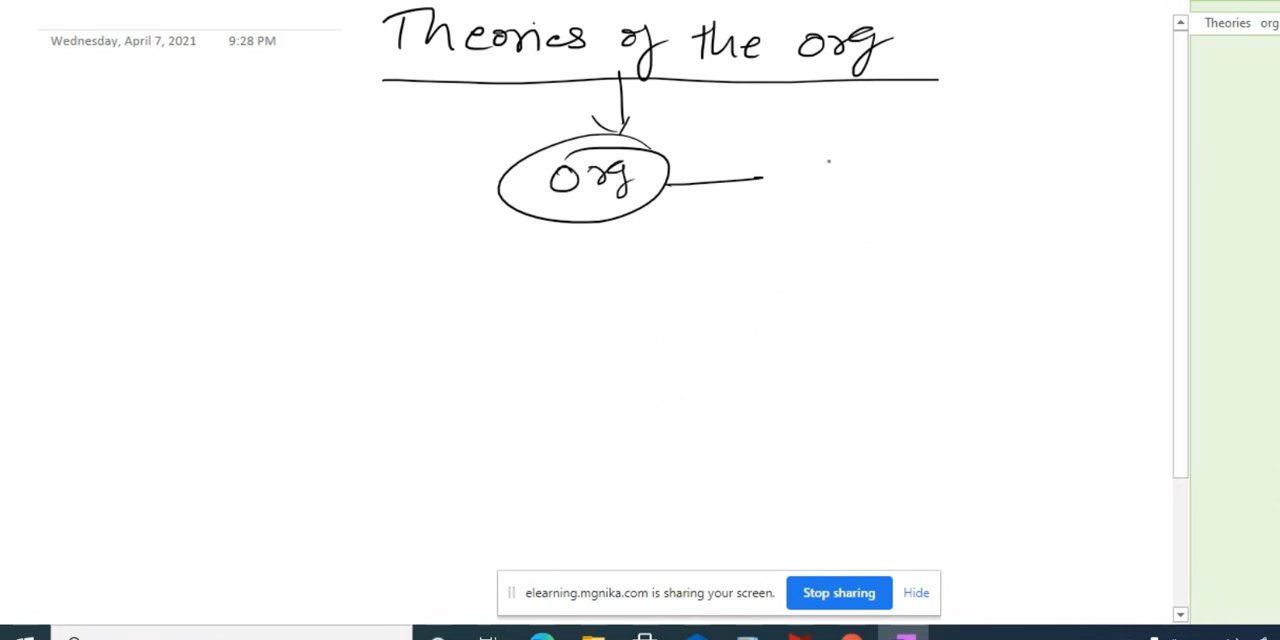 Theories of the org
Wednesday, April 7, 2021 9:28 PM
Theories org
org
elearning.mgnika.com is sharing your screen. Stop sharing Hide